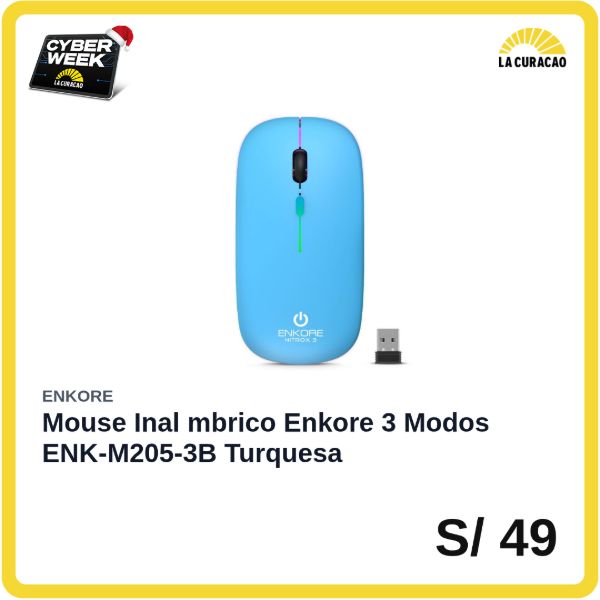 CYBER
WEEK
LA CURACAO
LA CURACAO
ENKORE
NITROX 3
ENKORE
Mouse Inal mbrico Enkore 3 Modos
ENK-M205-3B Turquesa
S/ 49